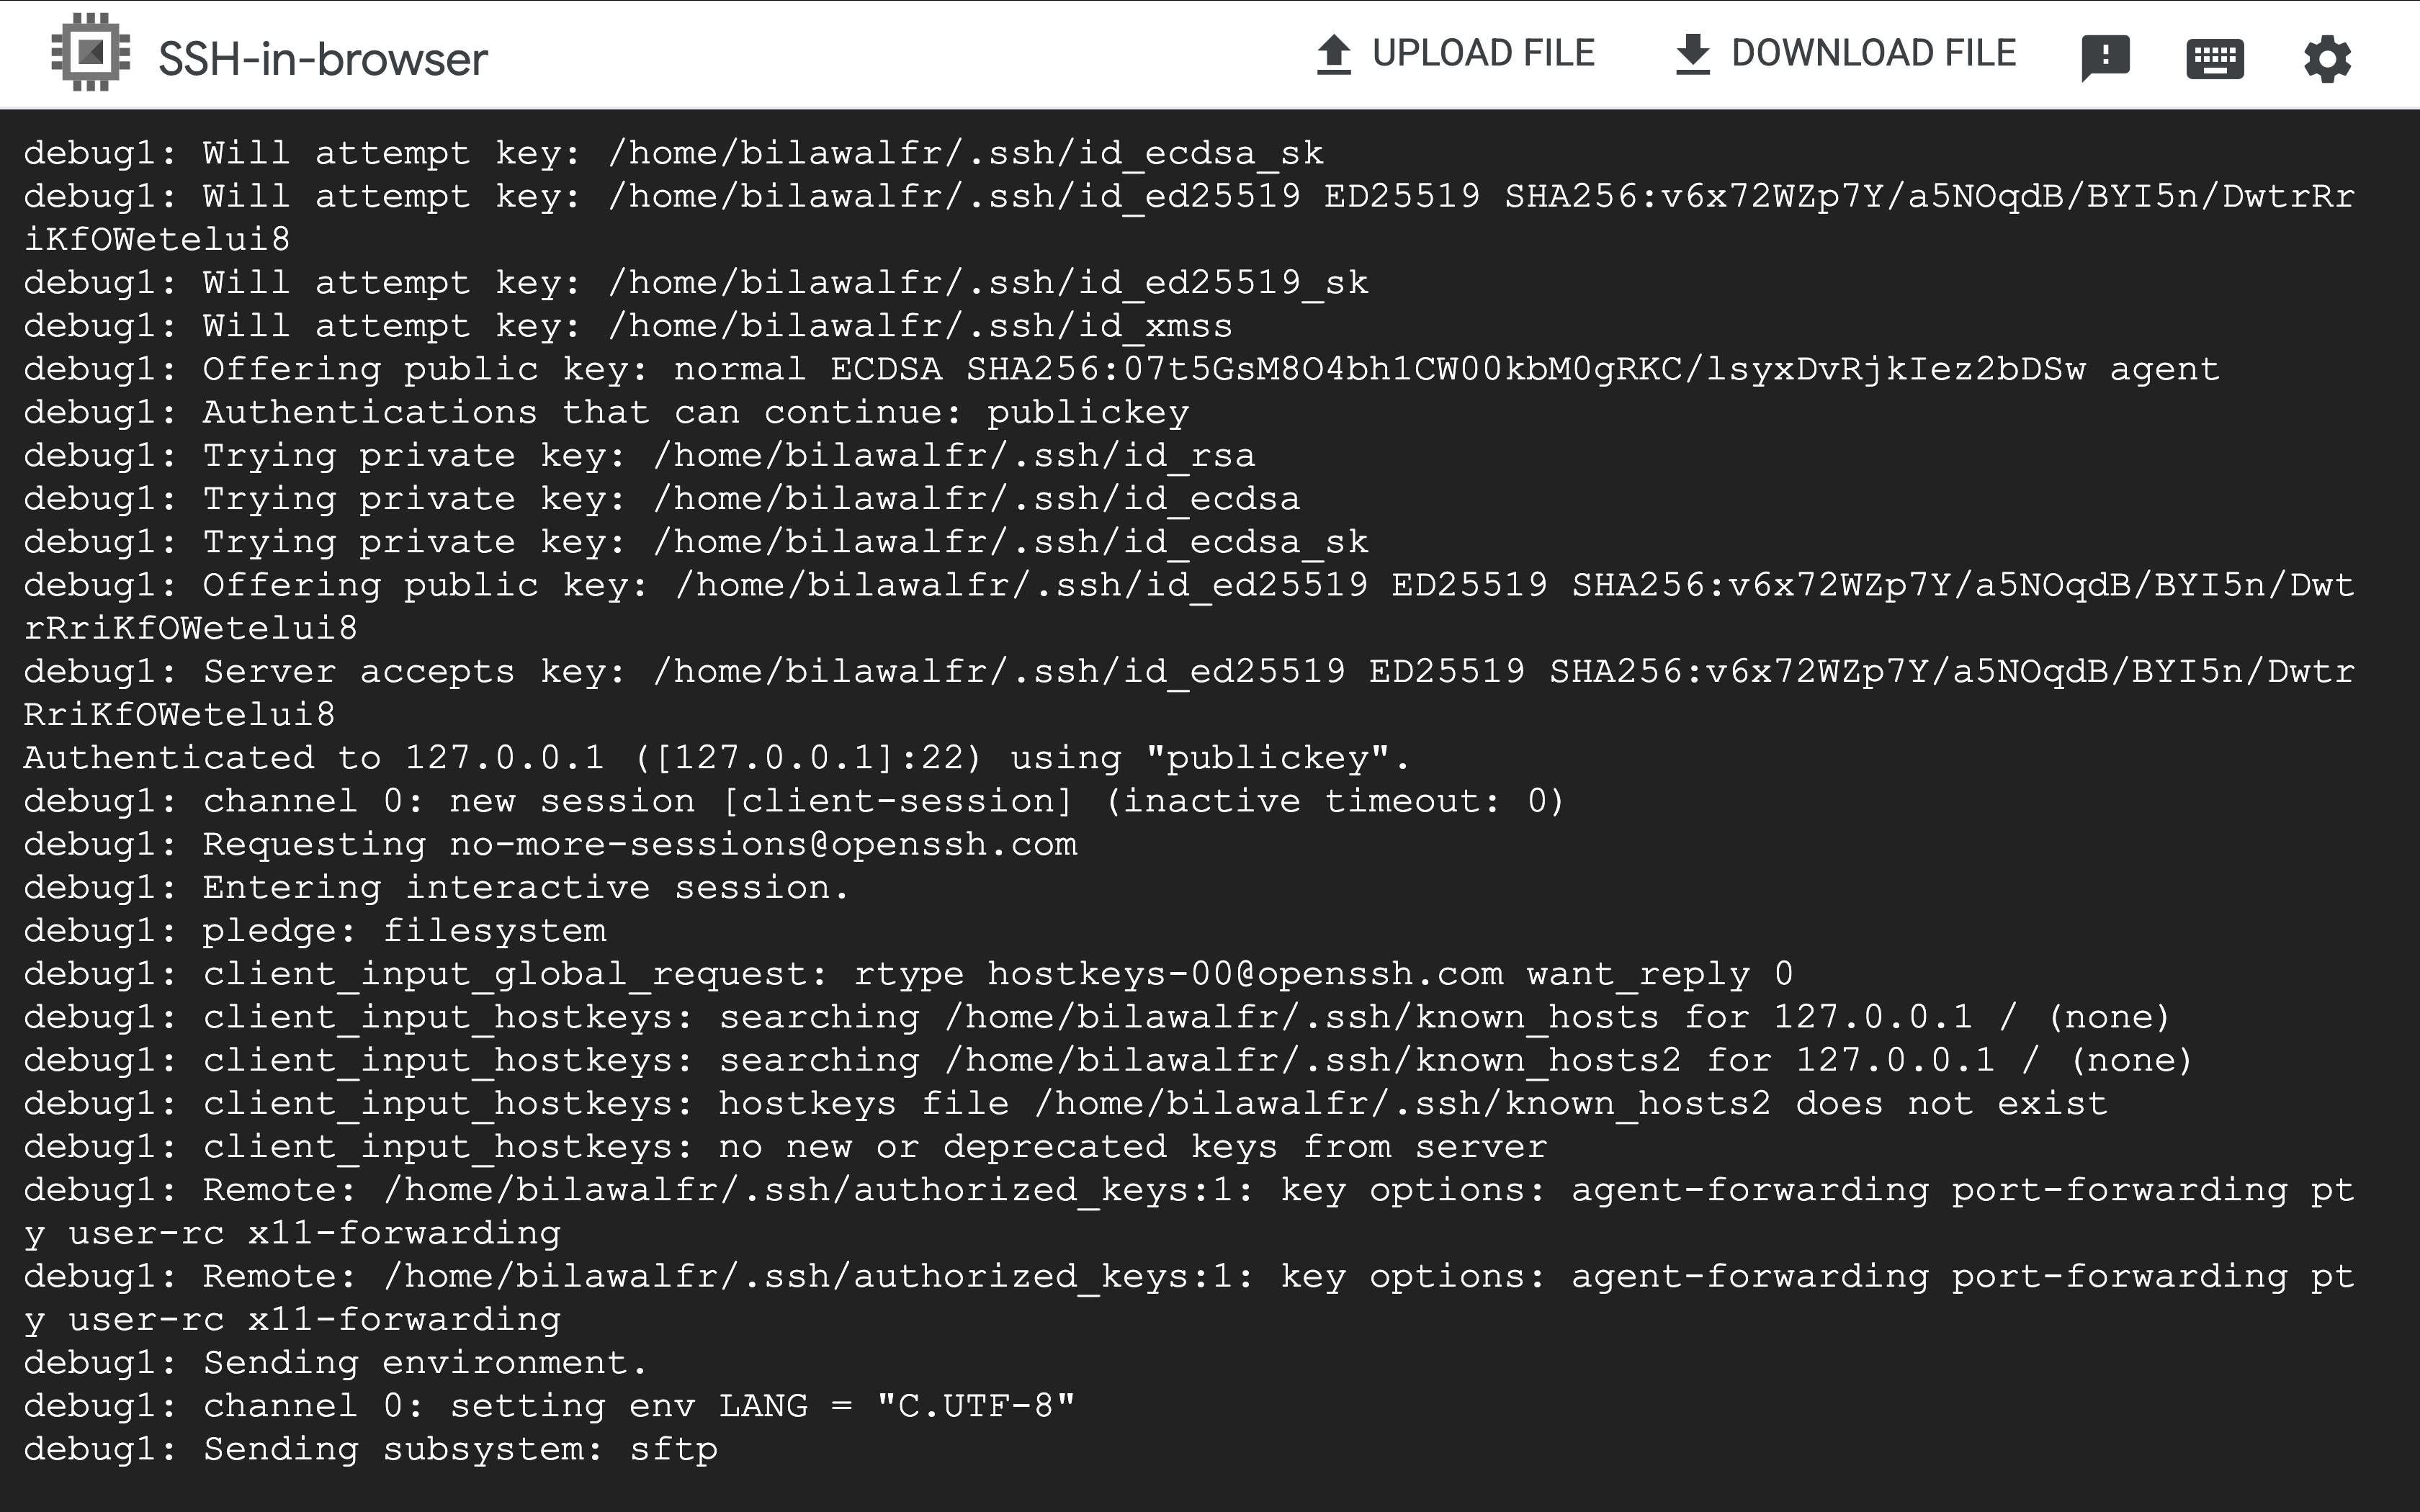 SSH-in-browser
UPLOAD FILE
DOWNLOAD FILE
debug1: Will attempt key: /home/bilawalfr/.ssh/id_ecdsa_sk
debug1: Will attempt key: /home/bilawalfr/.ssh/id_ed25519 ED25519 SHA256:v6x72WZp7Y/a5NOqdB/BYI5n/DwtrRr
iKfOWetelui8
debug1: Will attempt key: /home/bilawalfr/.ssh/id_ed25519_sk
debug1: Will attempt key: /home/bilawalfr/.ssh/id_xmss
debug1: Offering public key: normal ECDSA SHA256:07t5GsM8O4bh1CW00kbM0gRKC/lsyxDvRjkIez2bDSw agent
debug1: Authentications that can continue: publickey
debug1: Trying private key: /home/bilawalfr/.ssh/id_rsa
debug1: Trying private key: /home/bilawalfr/.ssh/id_ecdsa
debug1: Trying private key: /home/bilawalfr/.ssh/id_ecdsa_sk
debug1: Offering public key: /home/bilawalfr/.ssh/id_ed25519 ED25519 SHA256:v6x72WZp7Y/a5NOqdB/BYI5n/Dwt
rRriKfOWetelui8
debug1: Server accepts key: /home/bilawalfr/.ssh/id_ed25519 ED25519 SHA256:v6x72WZp7Y/a5NOqdB/BYI5n/Dwtr
RriKfOWetelui8
Authenticated to 127.0.0.1 ([127.0.0.1]:22) using "publickey".
debug1: channel 0: new session [client-session] (inactive timeout: 0)
debug1: Requesting no-more-sessions@openssh.com
debug1: Entering interactive session.
debug1: pledge: filesystem
debug1: client_input_global_request: rtype hostkeys-00@openssh.com want_reply 0
debug1: client_input_hostkeys: searching /home/bilawalfr/.ssh/known_hosts for 127.0.0.1 / (none)
debug1: client_input_hostkeys: searching /home/bilawalfr/.ssh/known_hosts2 for 127.0.0.1 / (none)
debug1: client_input_hostkeys: hostkeys file /home/bilawalfr/.ssh/known_hosts2 does not exist
debug1: client_input_hostkeys: no new or deprecated keys from server
debug1: Remote: /home/bilawalfr/.ssh/authorized_keys:1: key options: agent-forwarding port-forwarding pt
y user-rc x11-forwarding
debug1: Remote: /home/bilawalfr/.ssh/authorized_keys:1: key options: agent-forwarding port-forwarding pt
y user-rc x11-forwarding
debug1: Sending environment.
debug1: channel 0: setting env LANG = "C.UTF-8"
debug1: Sending subsystem: sftp